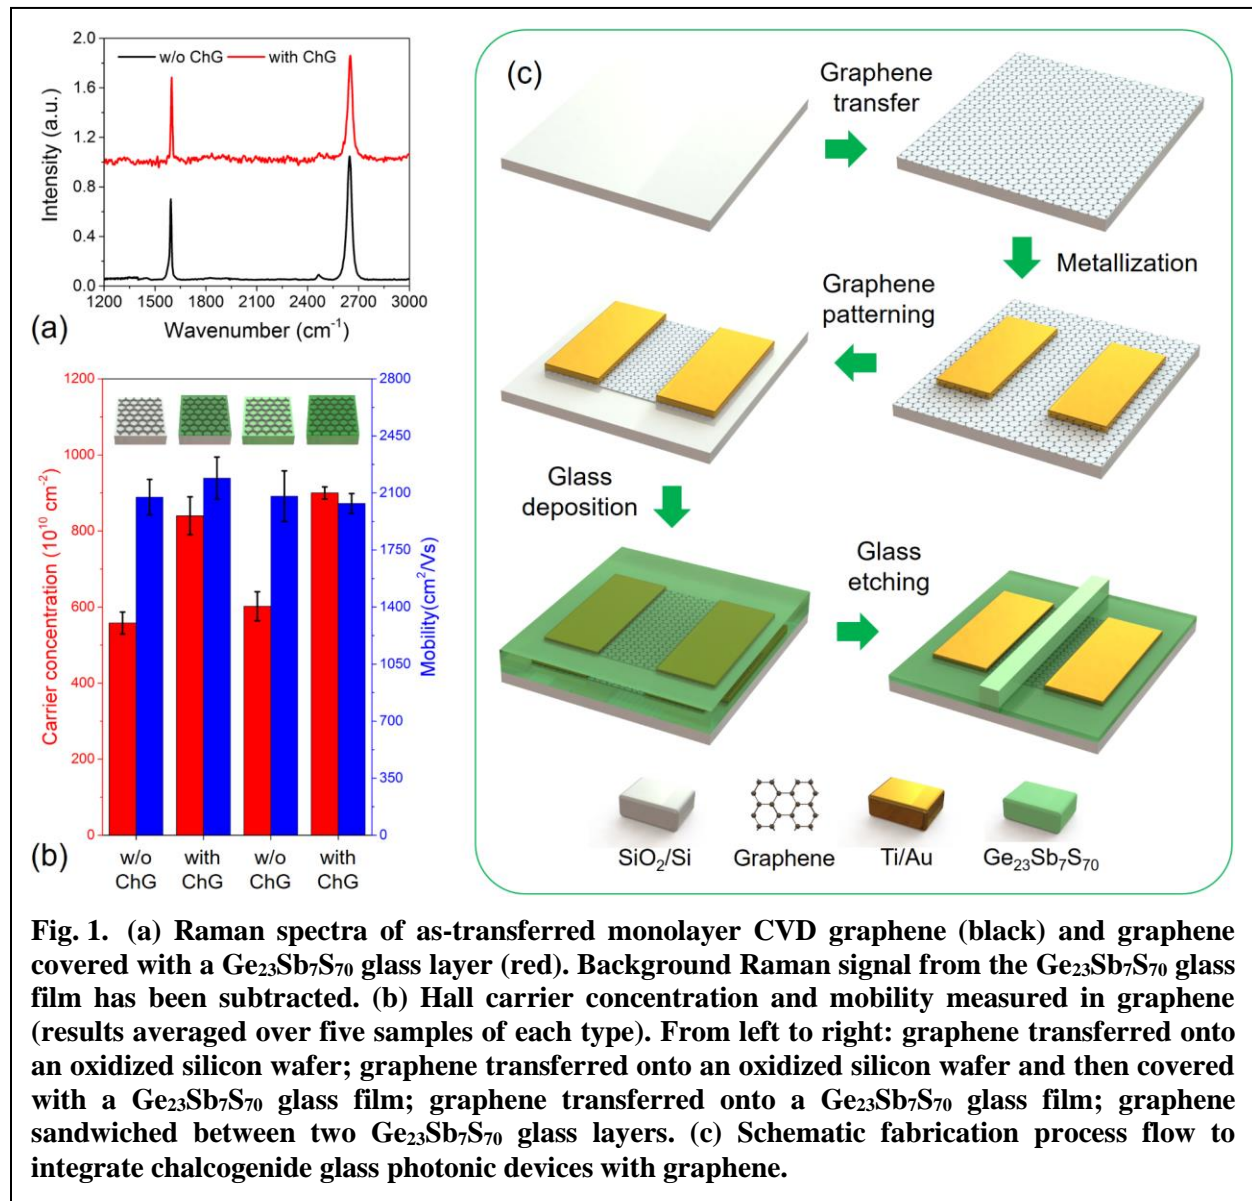 2.0
1.6
1.2
0.8
0.4
0.0
Intensity (a.u.)
w/o ChG
with ChG
1200 1500 1800 2100 2400 2700 3000
Wavenumber (cm⁻¹)
(a)
1200
1000
800
600
400
200
0
Carrier concentration (10¹⁰ cm⁻²)
2800
2450
2100
1750
1400
1050
700
350
0
Mobility(cm²/Vs)
w/o
ChG
with
ChG
w/o
ChG
with
ChG
(b)
(c)
Graphene
transfer
Metallization
Graphene
patterning
Glass
deposition
Glass
etching
SiO₂/Si
Graphene
Ti/Au
Ge₂₃Sb₇S₇₀
Fig. 1. (a) Raman spectra of as-transferred monolayer CVD graphene (black) and graphene
covered with a Ge₂₃Sb₇S₇₀ glass layer (red). Background Raman signal from the Ge₂₃Sb₇S₇₀ glass
film has been subtracted. (b) Hall carrier concentration and mobility measured in graphene
(results averaged over five samples of each type). From left to right: graphene transferred onto
an oxidized silicon wafer; graphene transferred onto an oxidized silicon wafer and then covered
with a Ge₂₃Sb₇S₇₀ glass film; graphene transferred onto a Ge₂₃Sb₇S₇₀ glass film; graphene
sandwiched between two Ge₂₃Sb₇S₇₀ glass layers. (c) Schematic fabrication process flow to
integrate chalcogenide glass photonic devices with graphene.